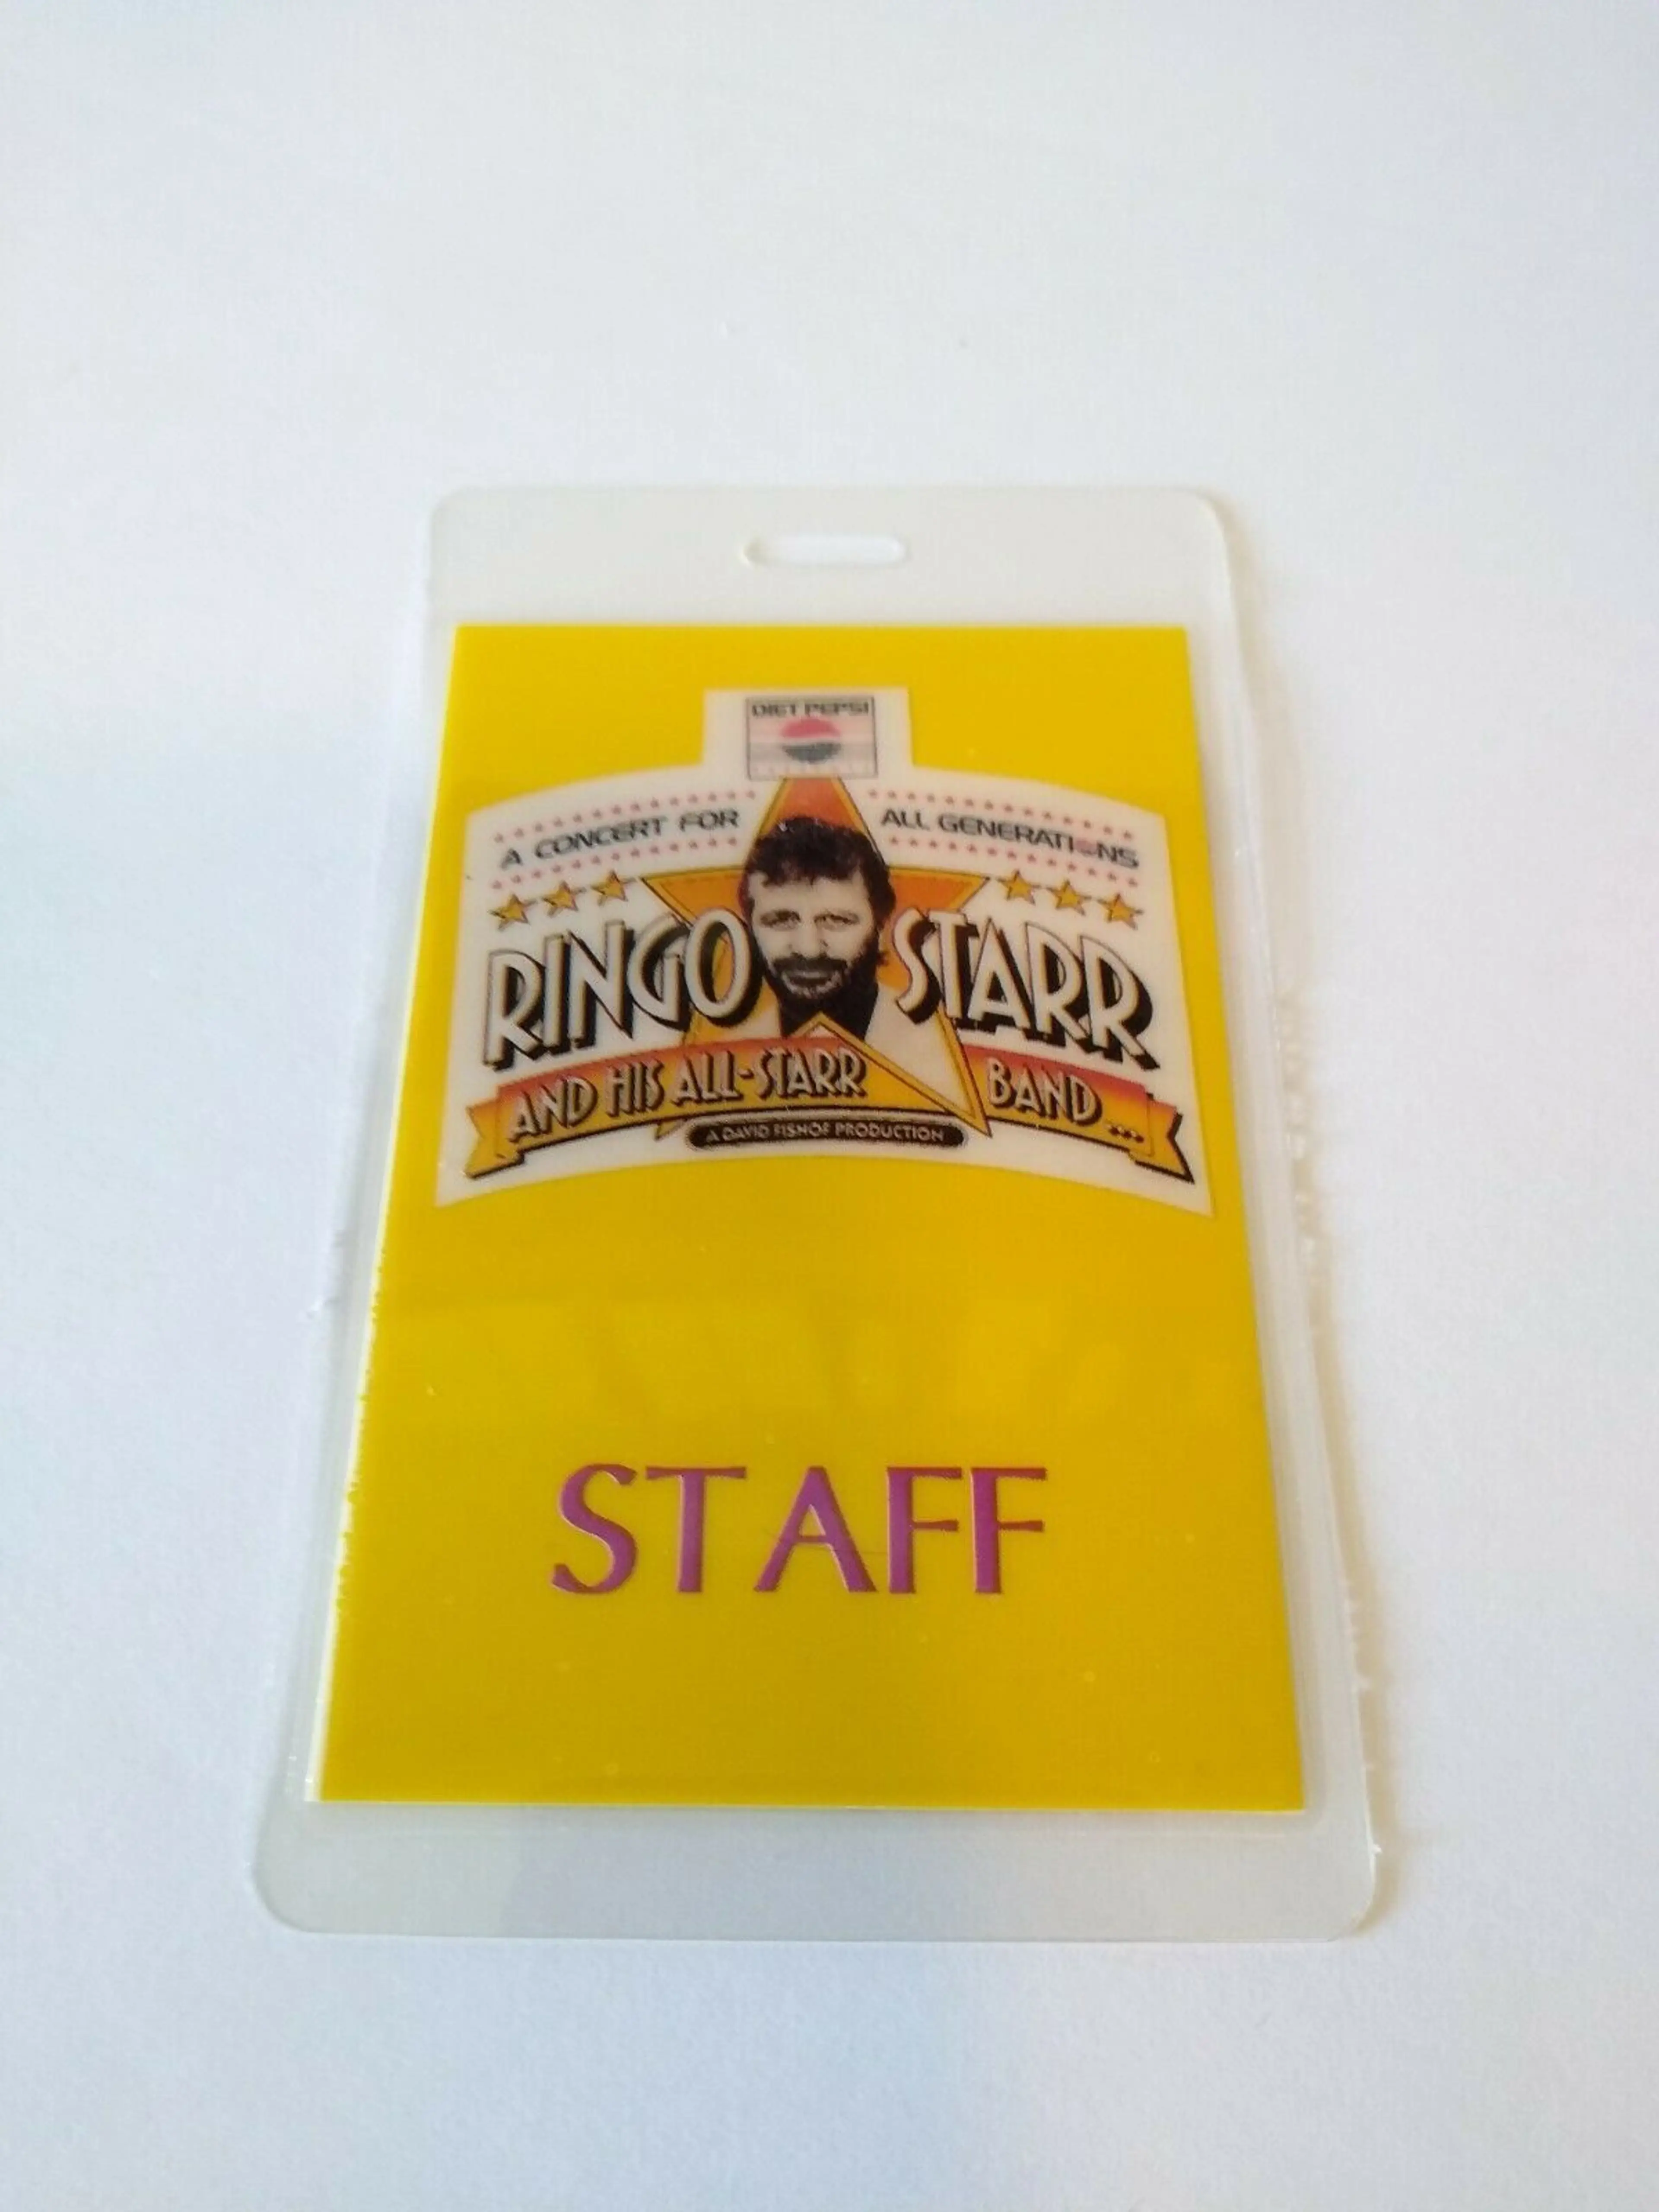 DIET PEPSI
A CONCERT FOR ALL GENERATIONS
RINGO STARR
AND HIS ALL-STARR BAND...
A DAVID FISHOF PRODUCTION
STAFF